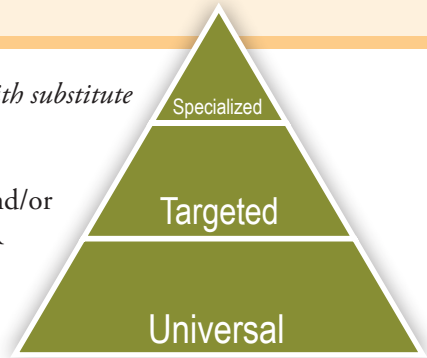 ith substitute
Specialized
nd/or
Targeted
Universal